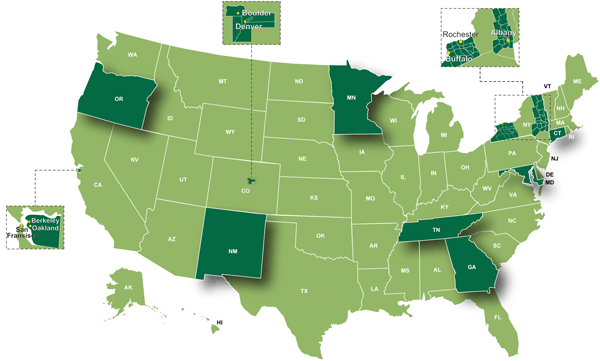 Boulder
Denver
Rochester
Albany
Buffalo
WA
OR
MT
ND
MN
ID
SD
WY
WI
MI
NY
VT
NH
ME
MA
CT
RI
NV
UT
CO
NE
IA
IL
IN
OH
PA
NJ
DE
MD
WV
VA
CA
KS
MO
KY
NC
TN
SC
AZ
NM
OK
AR
MS
AL
GA
TX
LA
FL
AK
HI
Berkeley
Oakland
San
Fransisco